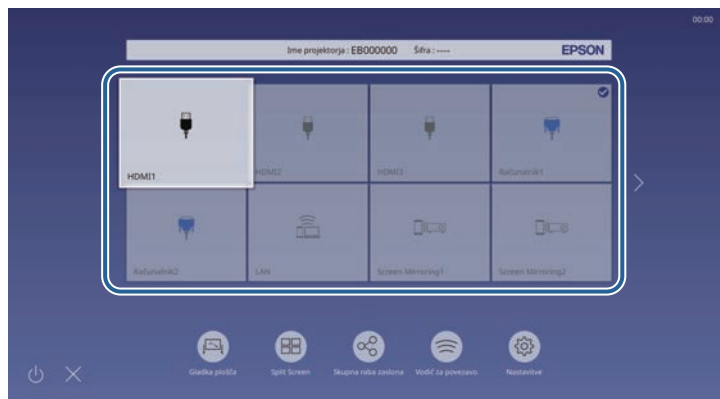 00:00
Ime projektorja : EB000000 Šifra : ---- EPSON
HDMI1 HDMI2 HDMI3 Računalnik1
Računalnik2 LAN Screen Mirroring1 Screen Mirroring2
Gladka plošča Split Screen Skupna raba zaslona Vodič za povezavo Nastavitve